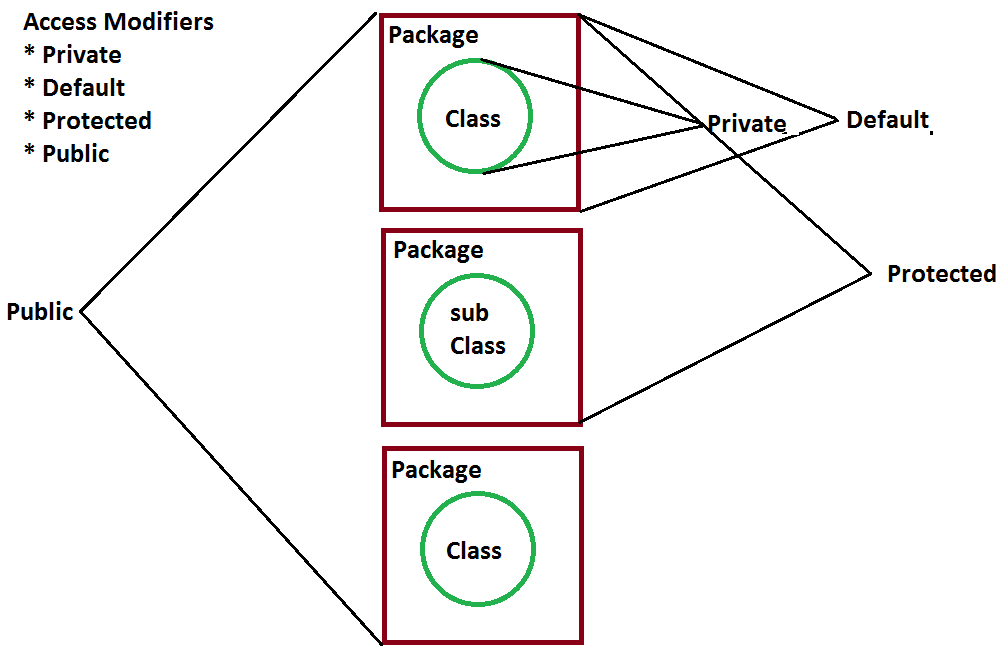 Access Modifiers
* Private
* Default
* Protected
* Public
Package
Class
Private
Default
Package
sub
Class
Protected
Public
Package
Class